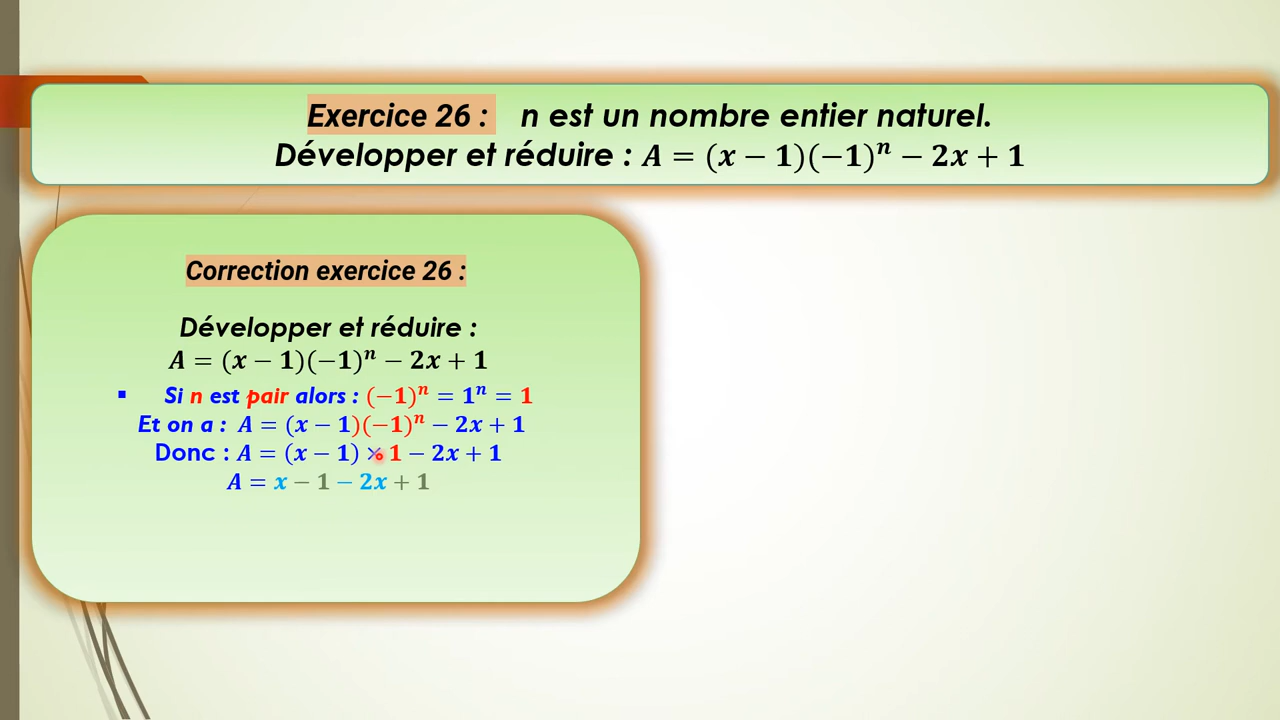 Exercice 26 : n est un nombre entier naturel.
Développer et réduire : A = (x − 1)(−1)ⁿ − 2x + 1
Correction exercice 26 :
Développer et réduire :
A = (x − 1)(−1)ⁿ − 2x + 1
▪ Si n est pair alors : (−1)ⁿ = 1ⁿ = 1
Et on a : A = (x − 1)(−1)ⁿ − 2x + 1
Donc : A = (x − 1) × 1 − 2x + 1
A = x − 1 − 2x + 1